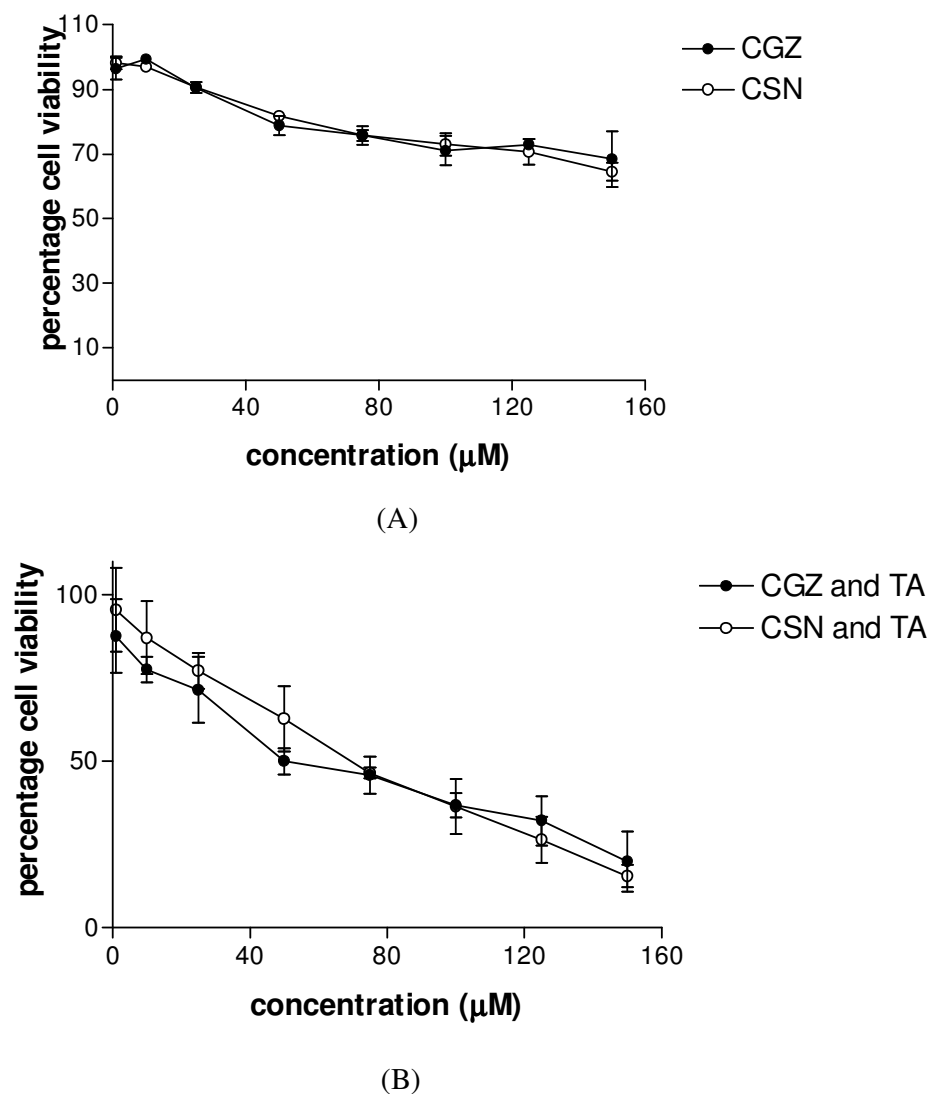 110
90
70
50
30
10
percentage cell viability
0 40 80 120 160
concentration (μM)
CGZ
CSN
(A)
100
50
0
percentage cell viability
0 40 80 120 160
concentration (μM)
CGZ and TA
CSN and TA
(B)